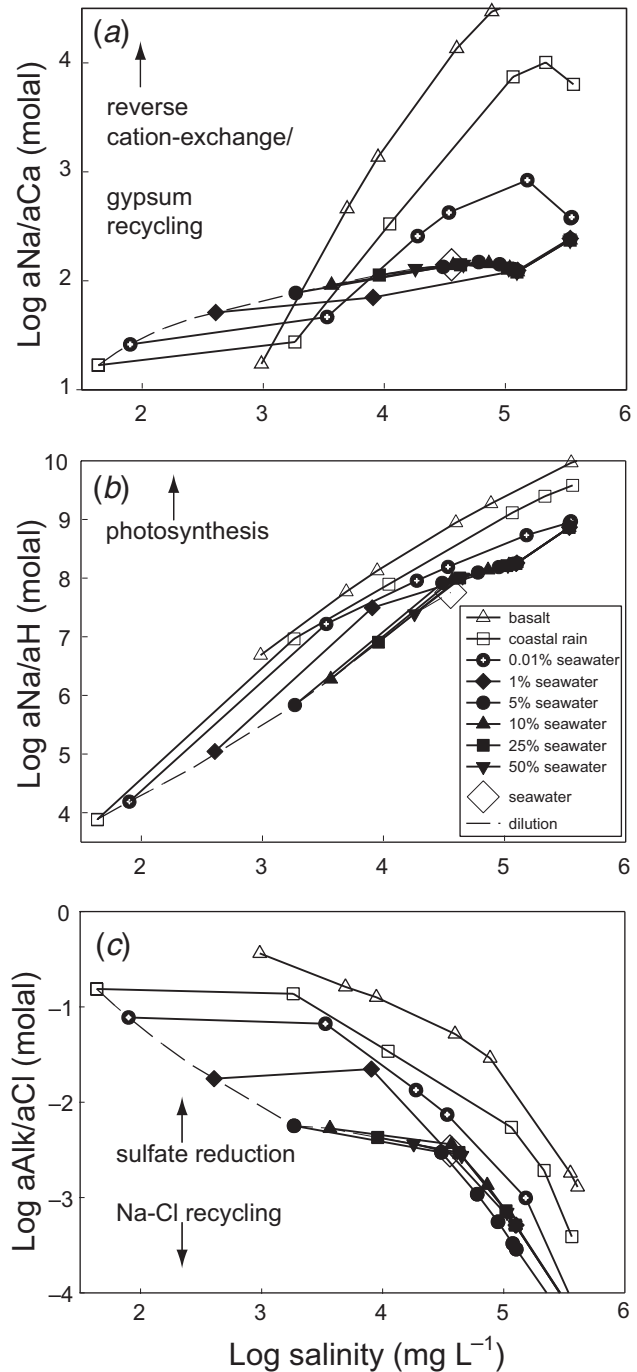 (a)
reverse
cation-exchange/
gypsum
recycling
Log aNa/aCa (molal)
4
3
2
1
2 3 4 5 6
(b)
photosynthesis
Log aNa/aH (molal)
10
9
8
7
6
5
4
basalt
coastal rain
0.01% seawater
1% seawater
5% seawater
10% seawater
25% seawater
50% seawater
seawater
dilution
2 3 4 5 6
(c)
sulfate reduction
Na-Cl recycling
Log aAlk/aCl (molal)
0
–1
–2
–3
–4
2 3 4 5 6
Log salinity (mg L⁻¹)